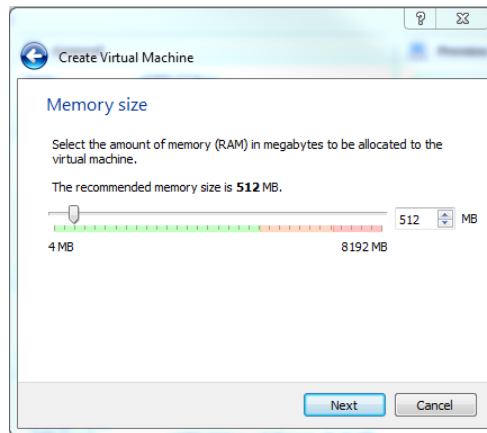 ?
Create Virtual Machine
Memory size
Select the amount of memory (RAM) in megabytes to be allocated to the
virtual machine.
The recommended memory size is 512 MB.
512 MB
4 MB 8192 MB
Next Cancel